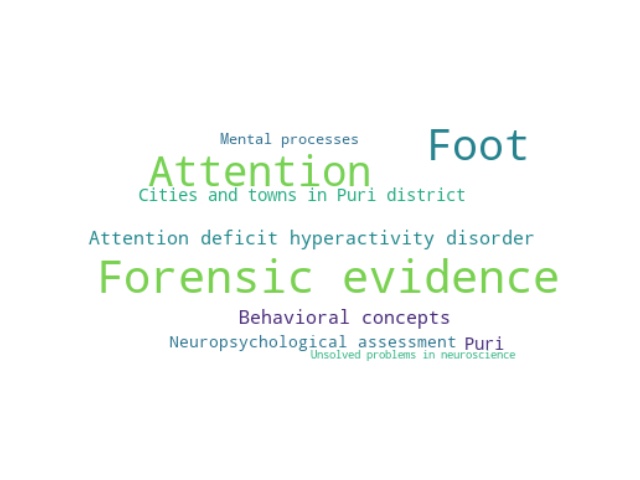 Mental processes
Foot
Attention
Cities and towns in Puri district
Attention deficit hyperactivity disorder
Forensic evidence
Behavioral concepts
Neuropsychological assessment
Puri
Unsolved problems in neuroscience